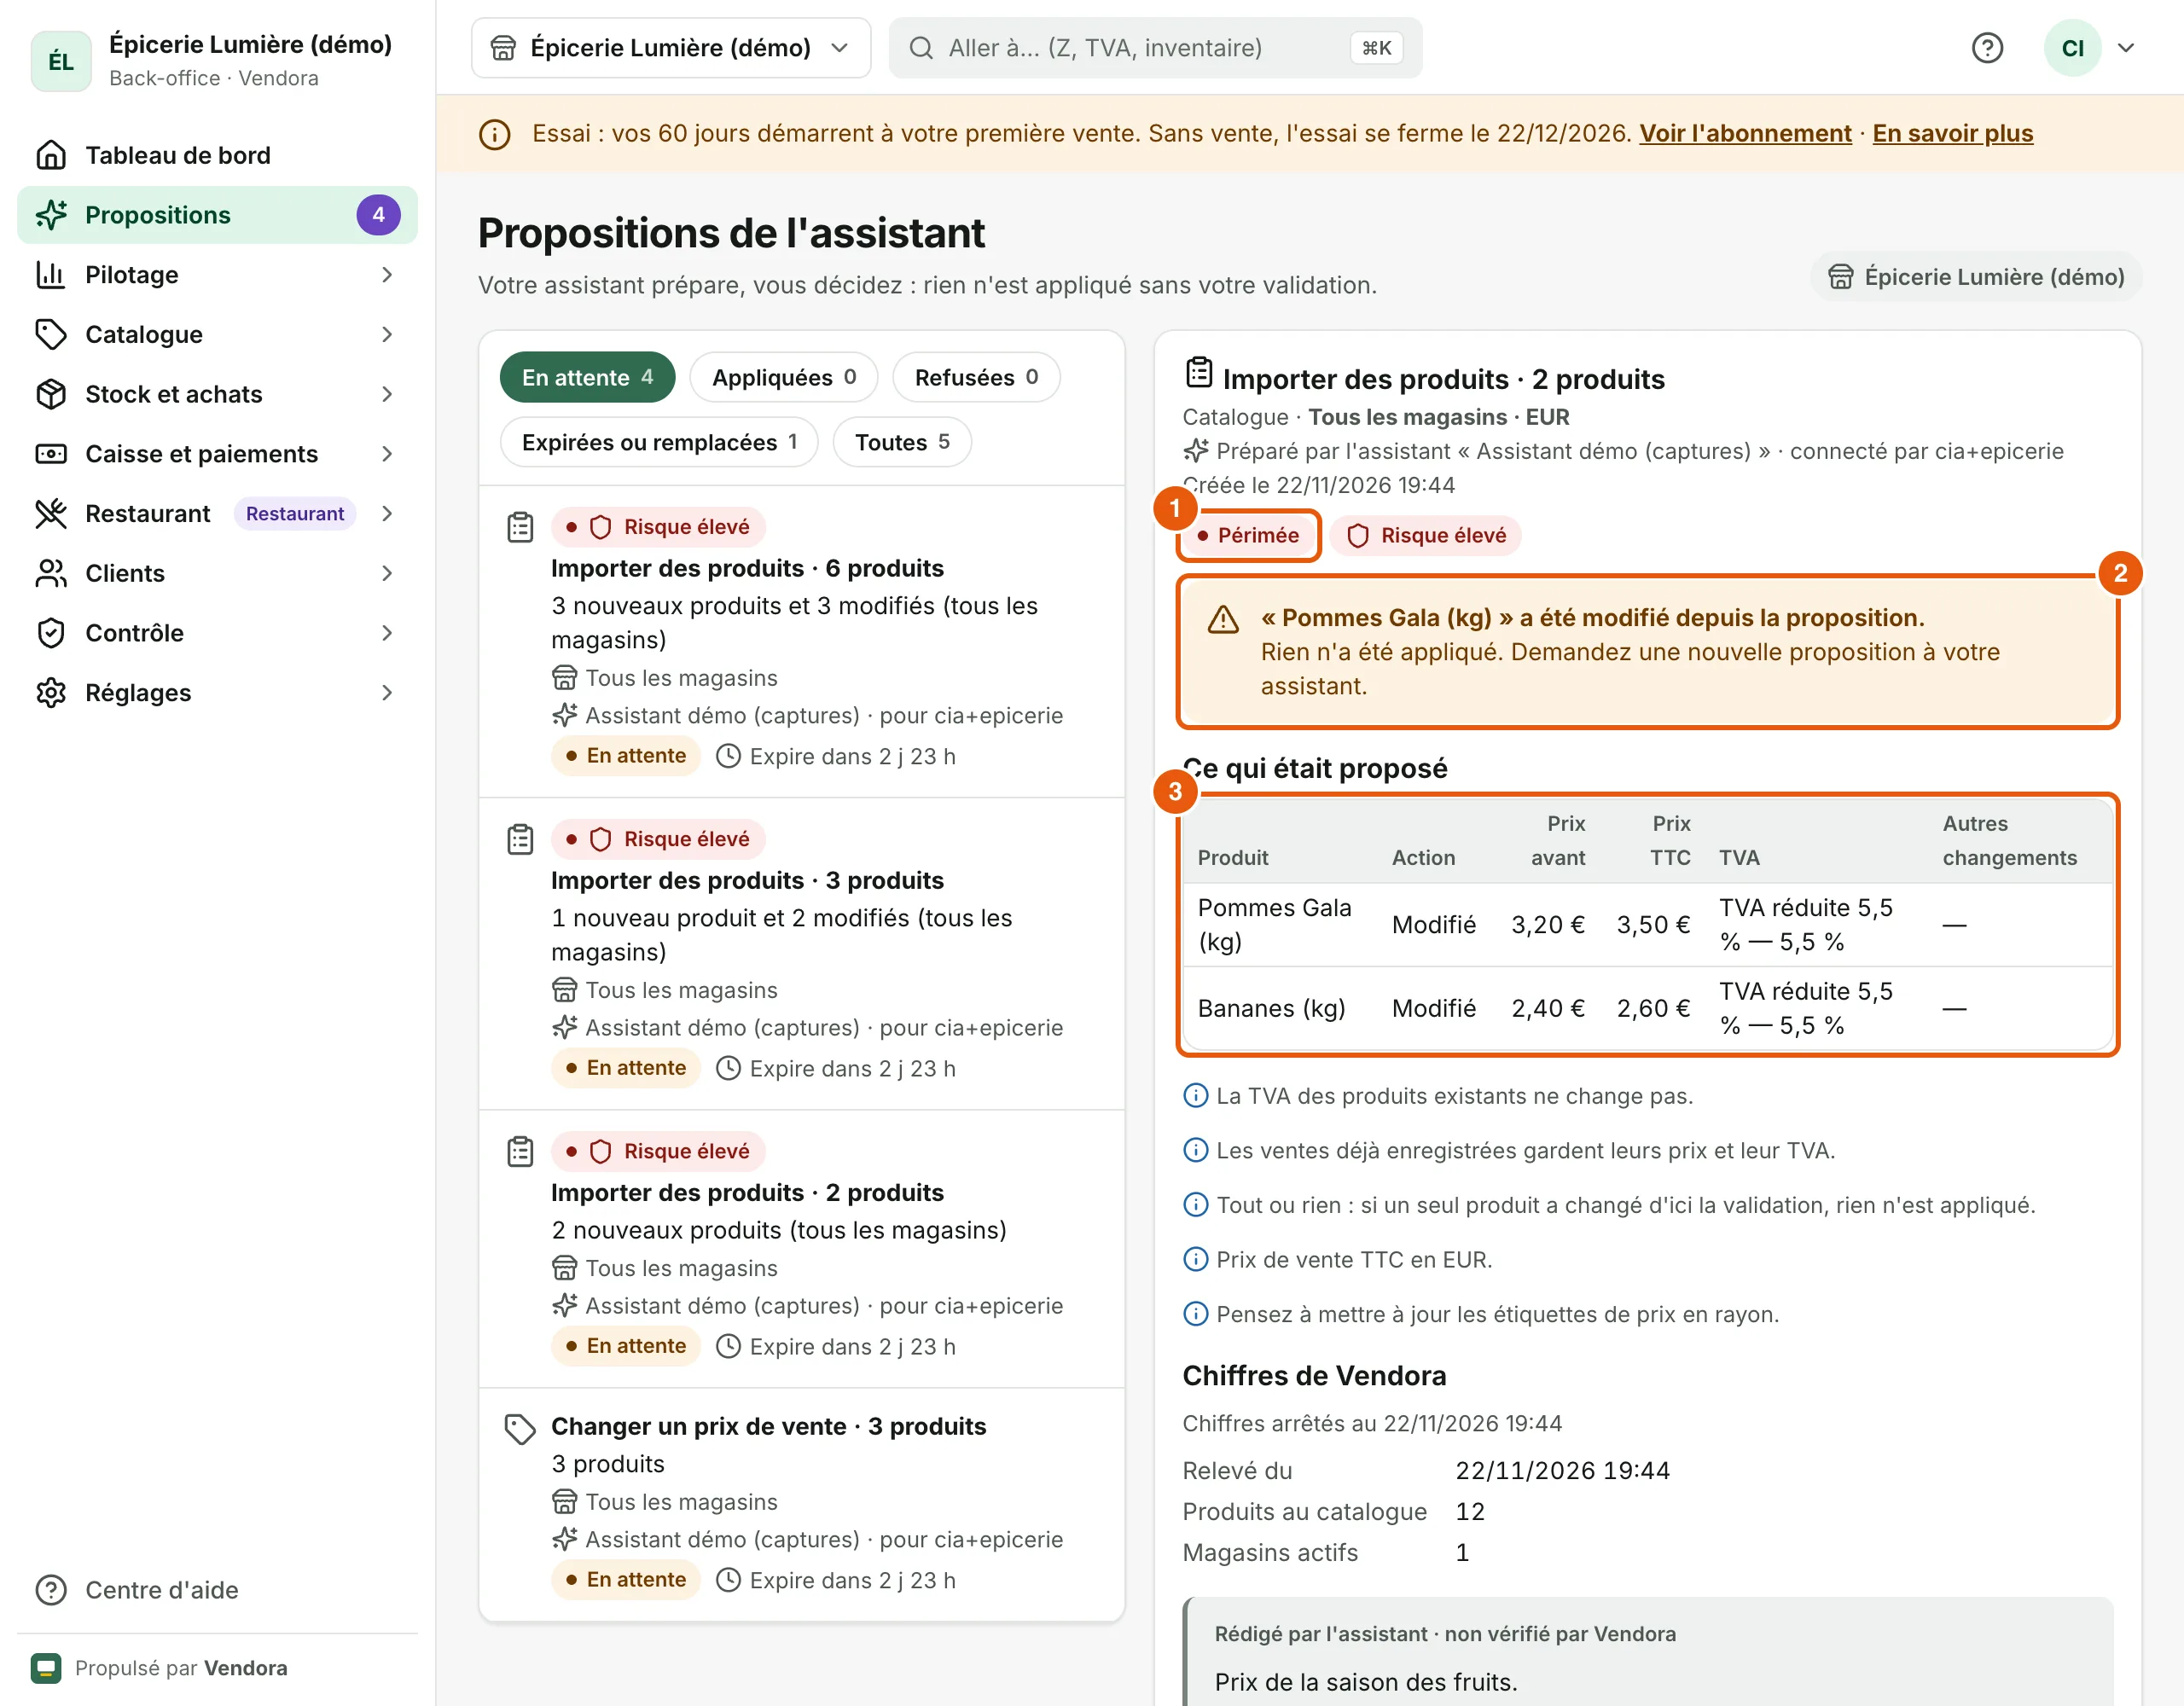 ÉL
Épicerie Lumière (démo)
Back-office · Vendora
Tableau de bord
Propositions
4
Pilotage
Catalogue
Stock et achats
Caisse et paiements
Restaurant
Restaurant
Clients
Contrôle
Réglages
Centre d'aide
Propulsé par Vendora
Épicerie Lumière (démo)
Aller à... (Z, TVA, inventaire)
⌘K
CI
Essai : vos 60 jours démarrent à votre première vente. Sans vente, l'essai se ferme le 22/12/2026. Voir l'abonnement · En savoir plus
Propositions de l'assistant
Votre assistant prépare, vous décidez : rien n'est appliqué sans votre validation.
Épicerie Lumière (démo)
En attente 4
Appliquées 0
Refusées 0
Expirées ou remplacées 1
Toutes 5
Risque élevé
Importer des produits · 6 produits
3 nouveaux produits et 3 modifiés (tous les
magasins)
Tous les magasins
Assistant démo (captures) · pour cia+epicerie
En attente
Expire dans 2 j 23 h
Risque élevé
Importer des produits · 3 produits
1 nouveau produit et 2 modifiés (tous les
magasins)
Tous les magasins
Assistant démo (captures) · pour cia+epicerie
En attente
Expire dans 2 j 23 h
Risque élevé
Importer des produits · 2 produits
2 nouveaux produits (tous les magasins)
Tous les magasins
Assistant démo (captures) · pour cia+epicerie
En attente
Expire dans 2 j 23 h
Changer un prix de vente · 3 produits
3 produits
Tous les magasins
Assistant démo (captures) · pour cia+epicerie
En attente
Expire dans 2 j 23 h
Importer des produits · 2 produits
Catalogue · Tous les magasins · EUR
Préparé par l'assistant « Assistant démo (captures) » · connecté par cia+epicerie
Créée le 22/11/2026 19:44
1
Périmée
Risque élevé
2
« Pommes Gala (kg) » a été modifié depuis la proposition.
Rien n'a été appliqué. Demandez une nouvelle proposition à votre
assistant.
Ce qui était proposé
3
Produit
Action
Prix avant
Prix TTC
TVA
Autres changements
Pommes Gala (kg)
Modifié
3,20 €
3,50 €
TVA réduite 5,5 % — 5,5 %
—
Bananes (kg)
Modifié
2,40 €
2,60 €
TVA réduite 5,5 % — 5,5 %
—
La TVA des produits existants ne change pas.
Les ventes déjà enregistrées gardent leurs prix et leur TVA.
Tout ou rien : si un seul produit a changé d'ici la validation, rien n'est appliqué.
Prix de vente TTC en EUR.
Pensez à mettre à jour les étiquettes de prix en rayon.
Chiffres de Vendora
Chiffres arrêtés au 22/11/2026 19:44
Relevé du 22/11/2026 19:44
Produits au catalogue 12
Magasins actifs 1
Rédigé par l'assistant · non vérifié par Vendora
Prix de la saison des fruits.